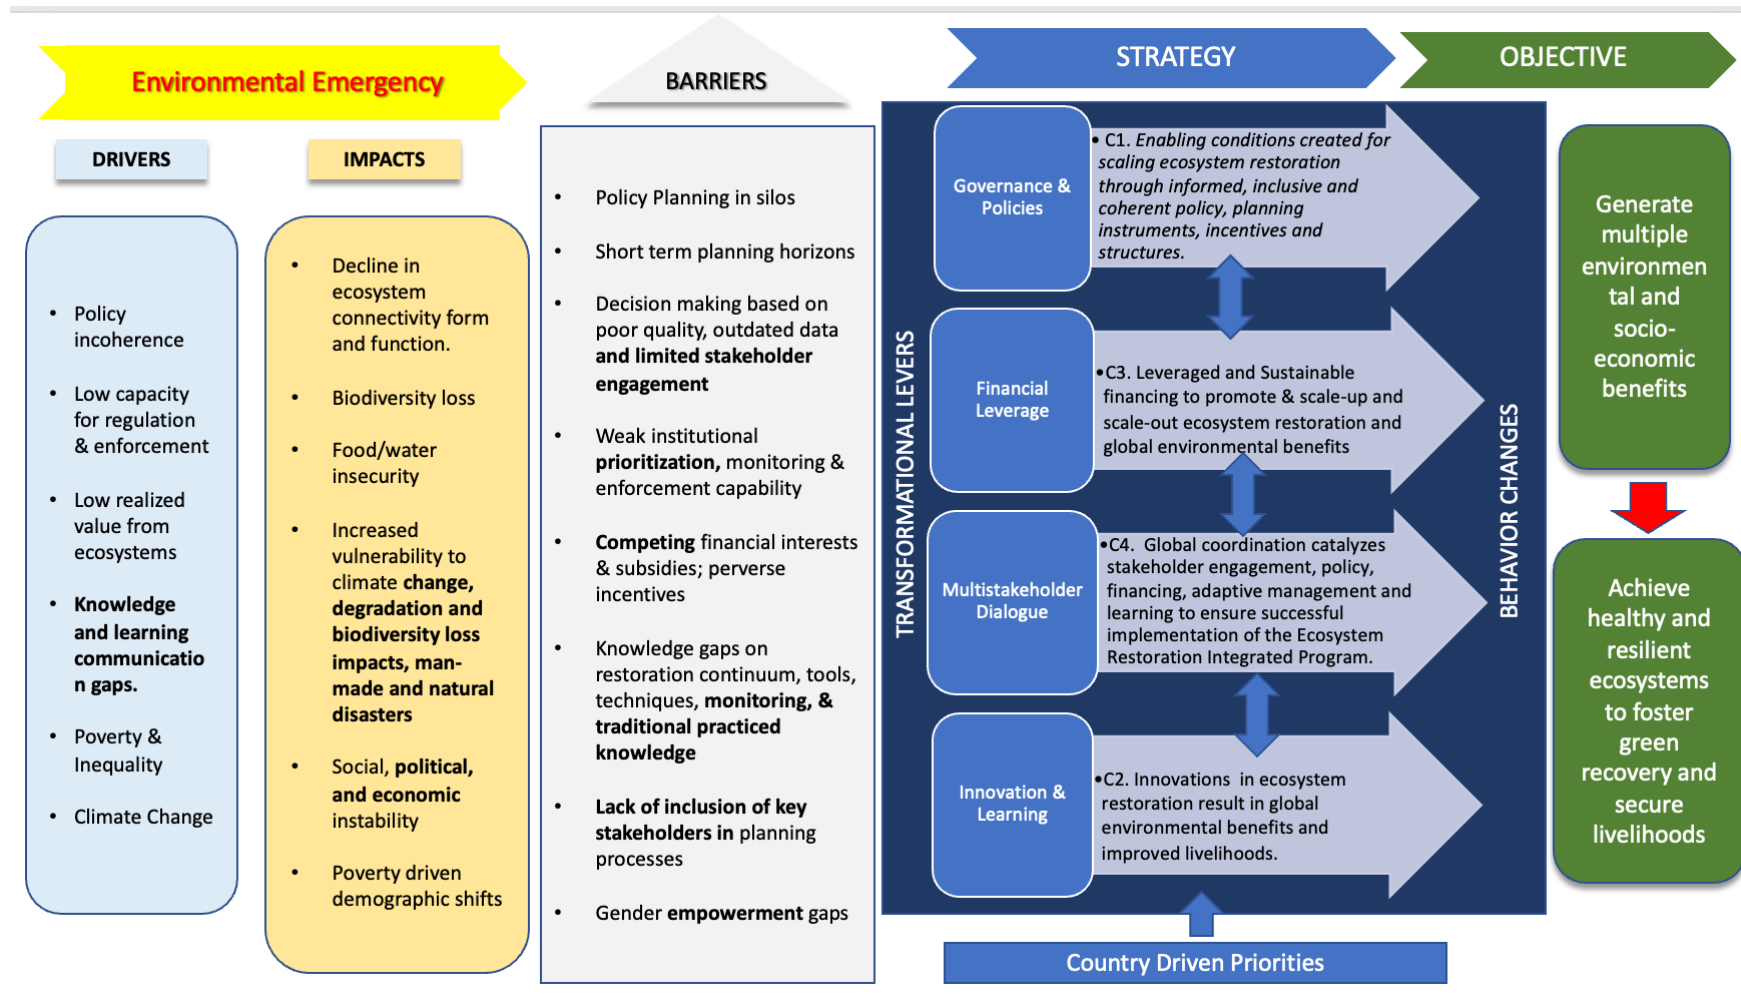 Environmental Emergency
DRIVERS
• Policy
incoherence
• Low capacity
for regulation
& enforcement
• Low realized
value from
ecosystems
• Knowledge
and learning
communicatio
n gaps.
• Poverty &
Inequality
• Climate Change
IMPACTS
• Decline in
ecosystem
connectivity form
and function.
• Biodiversity loss
• Food/water
insecurity
• Increased
vulnerability to
climate change,
degradation and
biodiversity loss
impacts, man-
made and natural
disasters
• Social, political,
and economic
instability
• Poverty driven
demographic shifts
BARRIERS
• Policy Planning in silos
• Short term planning horizons
• Decision making based on
poor quality, outdated data
and limited stakeholder
engagement
• Weak institutional
prioritization, monitoring &
enforcement capability
• Competing financial interests
& subsidies; perverse
incentives
• Knowledge gaps on
restoration continuum, tools,
techniques, monitoring, &
traditional practiced
knowledge
• Lack of inclusion of key
stakeholders in planning
processes
• Gender empowerment gaps
STRATEGY
TRANSFORMATIONAL LEVERS
Governance &
Policies
• C1. Enabling conditions created for
scaling ecosystem restoration
through informed, inclusive and
coherent policy, planning
instruments, incentives and
structures.
Financial
Leverage
•C3. Leveraged and Sustainable
financing to promote & scale-up and
scale-out ecosystem restoration and
global environmental benefits
Multistakeholder
Dialogue
•C4. Global coordination catalyzes
stakeholder engagement, policy,
financing, adaptive management and
learning to ensure successful
implementation of the Ecosystem
Restoration Integrated Program.
Innovation &
Learning
•C2. Innovations in ecosystem
restoration result in global
environmental benefits and
improved livelihoods.
BEHAVIOR CHANGES
Country Driven Priorities
OBJECTIVE
Generate
multiple
environmen
tal and
socio-
economic
benefits
Achieve
healthy and
resilient
ecosystems
to foster
green
recovery and
secure
livelihoods